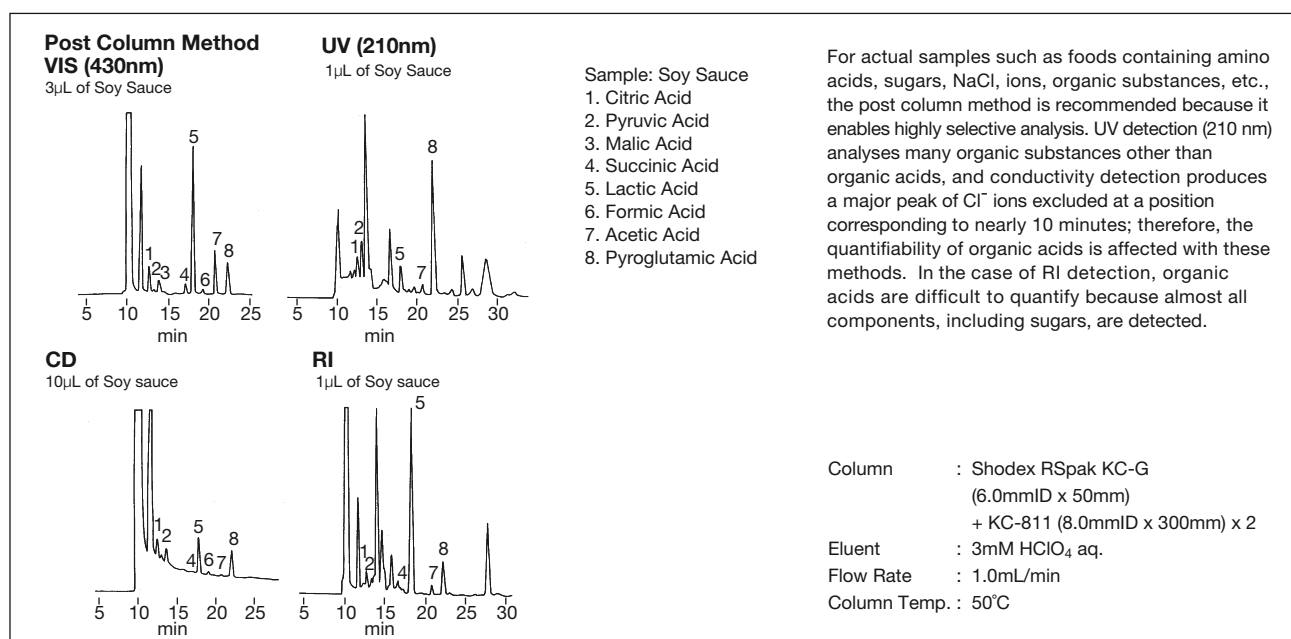 Post Column Method
VIS (430nm)
3µL of Soy Sauce
5
1
2
3
4
6
7
8
5 10 15 20 25
min
UV (210nm)
1µL of Soy Sauce
2
1
5
7
8
5 10 15 20 25 30
min
CD
10µL of Soy sauce
1
2
4
5
6
7
8
5 10 15 20 25
min
RI
1µL of Soy sauce
1
2
4
5
7
8
5 10 15 20 25 30
min
Sample: Soy Sauce
1. Citric Acid
2. Pyruvic Acid
3. Malic Acid
4. Succinic Acid
5. Lactic Acid
6. Formic Acid
7. Acetic Acid
8. Pyroglutamic Acid
For actual samples such as foods containing amino
acids, sugars, NaCl, ions, organic substances, etc.,
the post column method is recommended because it
enables highly selective analysis. UV detection (210 nm)
analyses many organic substances other than
organic acids, and conductivity detection produces
a major peak of Cl⁻ ions excluded at a position
corresponding to nearly 10 minutes; therefore, the
quantifiability of organic acids is affected with these
methods. In the case of RI detection, organic
acids are difficult to quantify because almost all
components, including sugars, are detected.
Column : Shodex RSpak KC-G
(6.0mmID x 50mm)
+ KC-811 (8.0mmID x 300mm) x 2
Eluent : 3mM HClO₄ aq.
Flow Rate : 1.0mL/min
Column Temp. : 50˚C